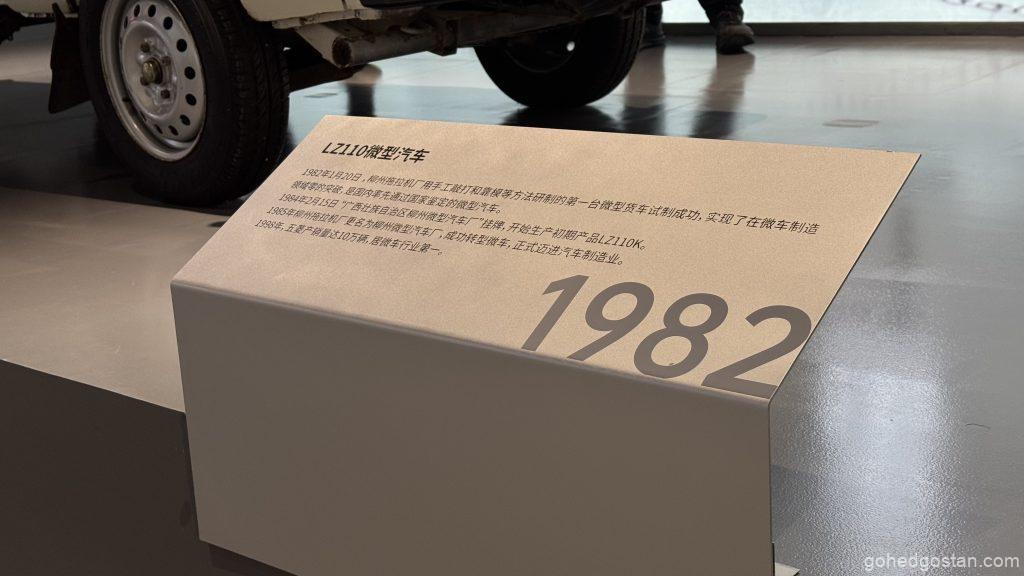 LZ110微型汽车
1982年1月20日，柳州拖拉机厂用手工敲打和靠模等方法研制的第一台微型货车试制成功，实现了在微车制造
领域零的突破，是国内率先通过国家鉴定的微型汽车。
1984年2月15日“广西壮族自治区柳州微型汽车厂”挂牌，开始生产初期产品LZ110K。
1985年柳州拖拉机厂更名为柳州微型汽车厂，成功转型微车，正式迈进汽车制造业。
1998年，五菱产销量达10万辆，居微车行业第一。
1982
gohedgostan.com